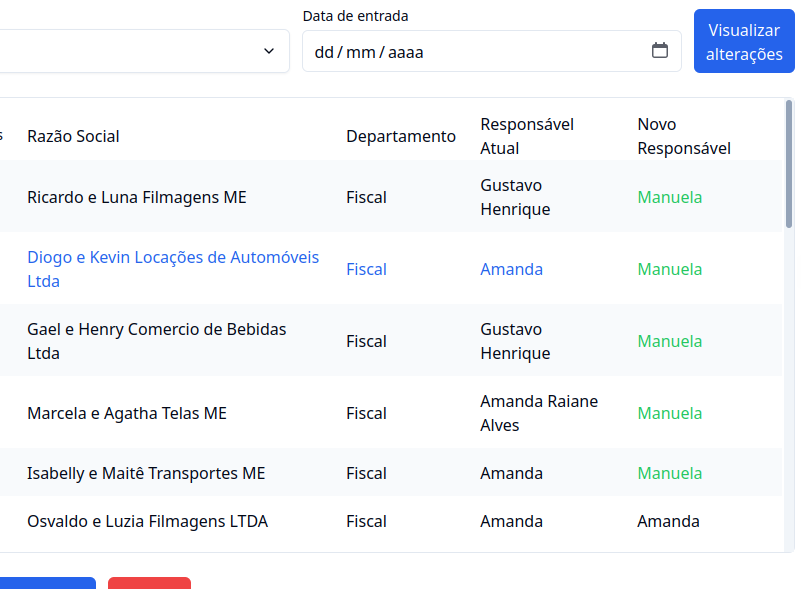 Data de entrada
dd / mm / aaaa
Visualizar
alterações
s
Razão Social
Departamento
Responsável
Atual
Novo
Responsável
Ricardo e Luna Filmagens ME
Fiscal
Gustavo
Henrique
Manuela
Diogo e Kevin Locações de Automóveis
Ltda
Fiscal
Amanda
Manuela
Gael e Henry Comercio de Bebidas
Ltda
Fiscal
Gustavo
Henrique
Manuela
Marcela e Agatha Telas ME
Fiscal
Amanda Raiane
Alves
Manuela
Isabelly e Maitê Transportes ME
Fiscal
Amanda
Manuela
Osvaldo e Luzia Filmagens LTDA
Fiscal
Amanda
Amanda